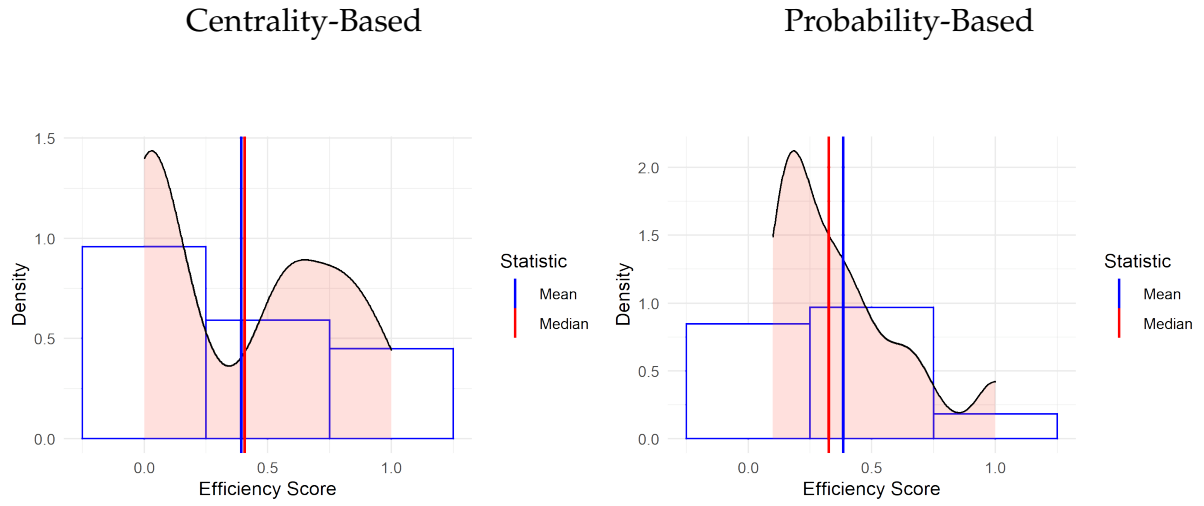 Centrality-Based
Probability-Based
1.5
1.0
0.5
0.0
Density
0.0 0.5 1.0
Efficiency Score
Statistic
Mean
Median
2.0
1.5
1.0
0.5
0.0
Density
0.0 0.5 1.0
Efficiency Score
Statistic
Mean
Median